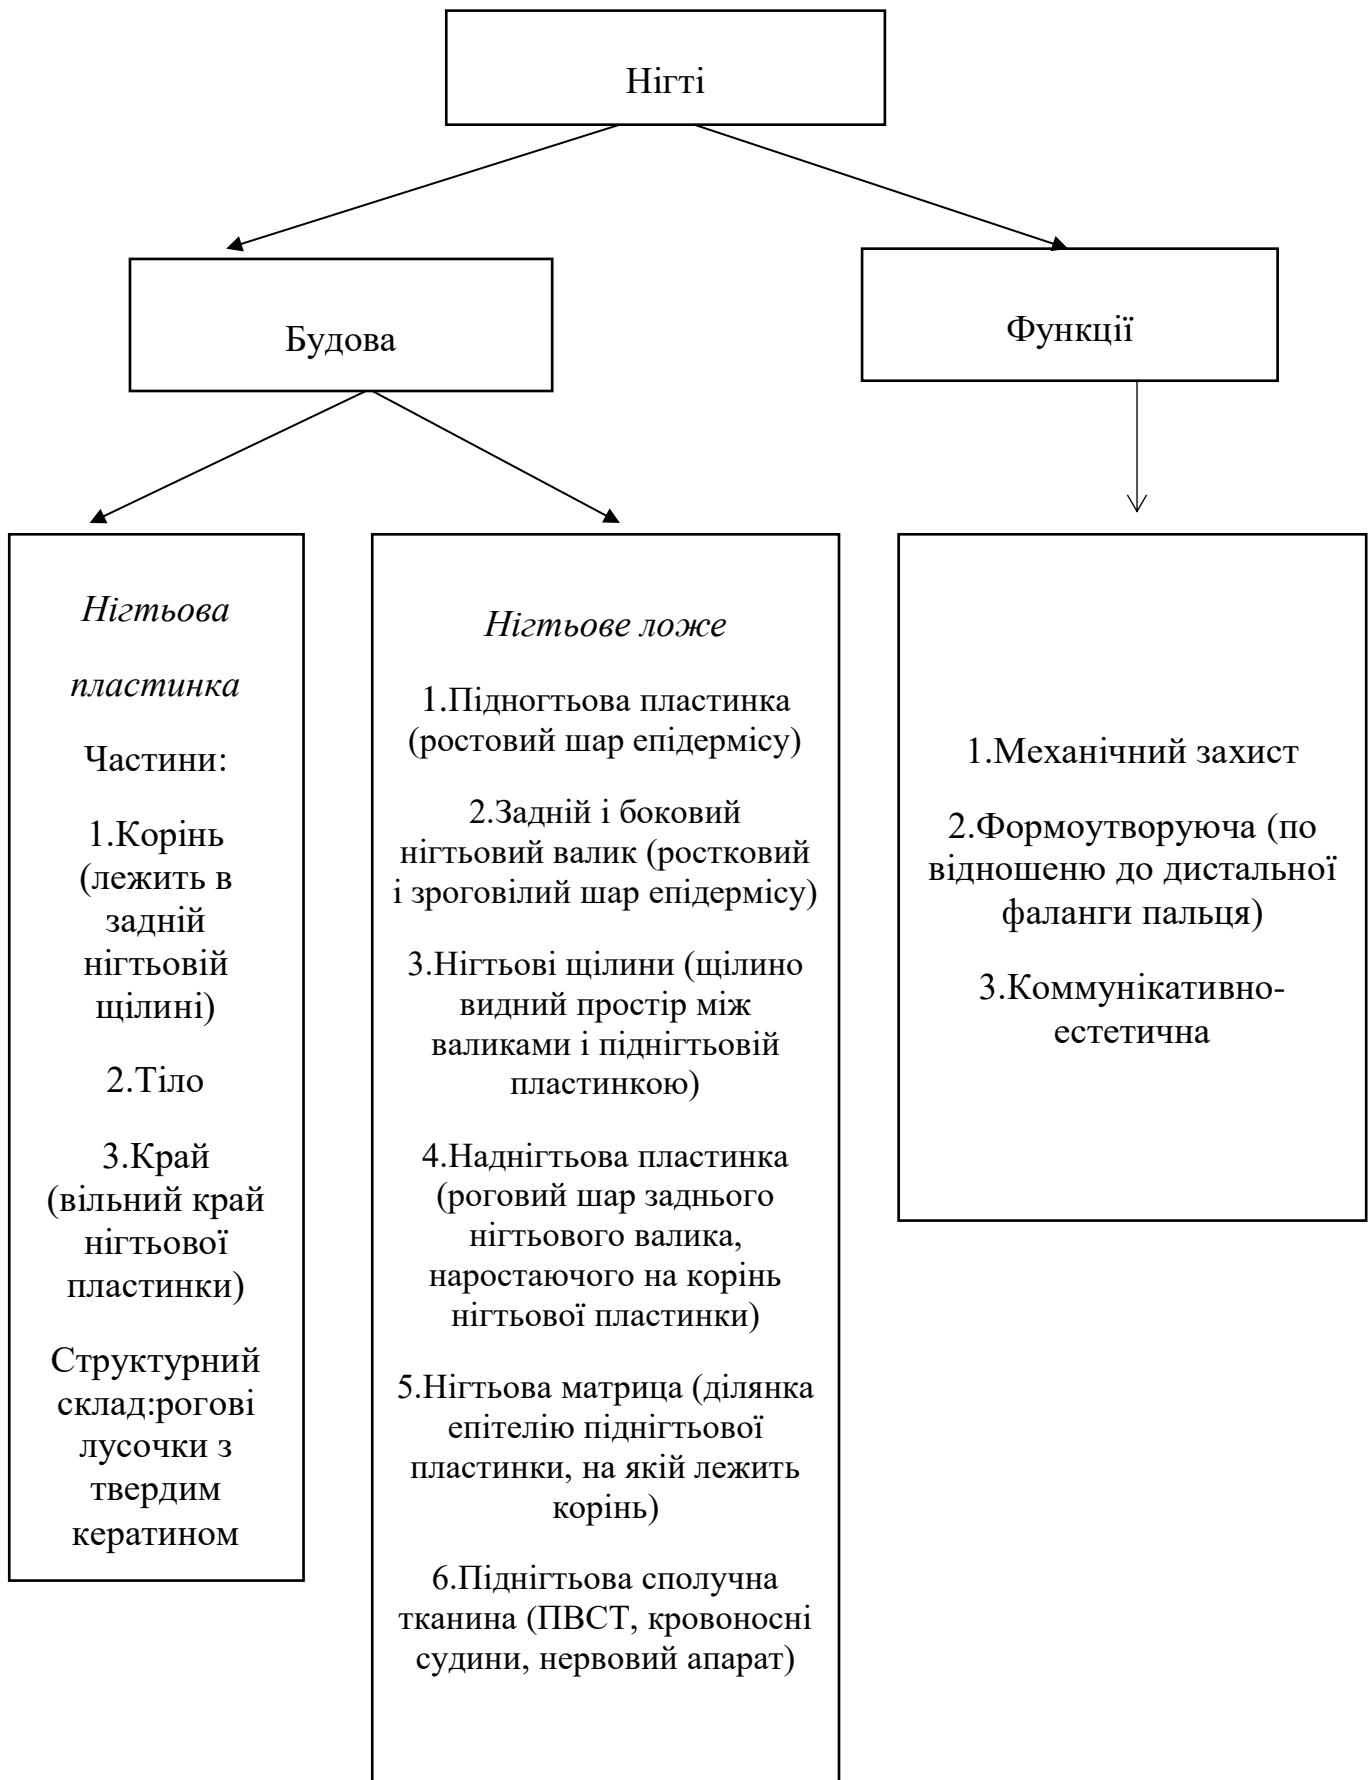 Нігті
Будова
Функції
Нігтьова
пластинка
Частини:
1.Корінь
(лежить в
задній
нігтьовій
щілині)
2.Тіло
3.Край
(вільний край
нігтьової
пластинки)
Структурний
склад:рогові
лусочки з
твердим
кератином
Нігтьове ложе
1.Підногтьова пластинка
(ростовий шар епідермісу)
2.Задній і боковий
нігтьовий валик (ростковий
і зроговілий шар епідермісу)
3.Нігтьові щілини (щілино
видний простір між
валиками і піднігтьовій
пластинкою)
4.Наднігтьова пластинка
(роговий шар заднього
нігтьового валика,
наростаючого на корінь
нігтьової пластинки)
5.Нігтьова матрица (ділянка
епітелію піднігтьової
пластинки, на якій лежить
корінь)
6.Піднігтьова сполучна
тканина (ПВСТ, кровоносні
судини, нервовий апарат)
1.Механічний захист
2.Формоутворуюча (по
відношеню до дистальної
фаланги пальця)
3.Коммунікативно-
естетична